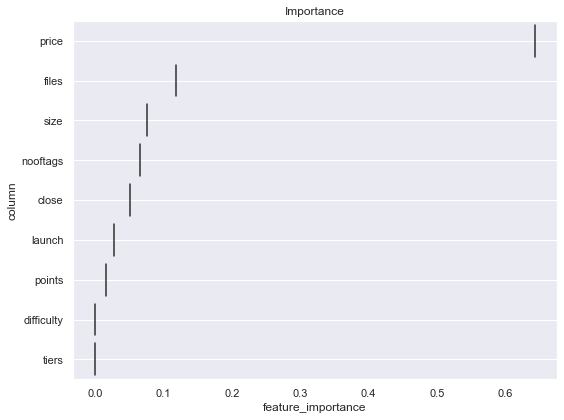 Importance
price
files
size
nooftags
close
launch
points
difficulty
tiers
column
0.0 0.1 0.2 0.3 0.4 0.5 0.6
feature_importance